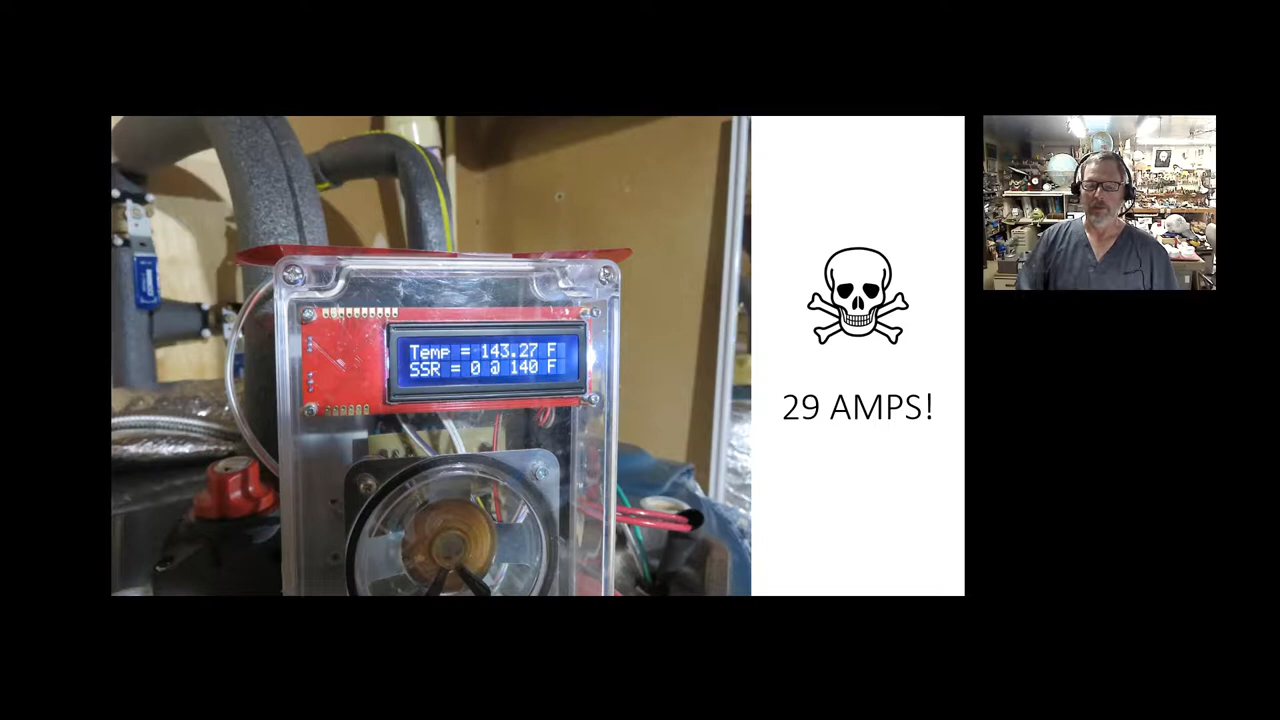 Temp = 143.27 F
SSR = 0 @ 140 F
29 AMPS!